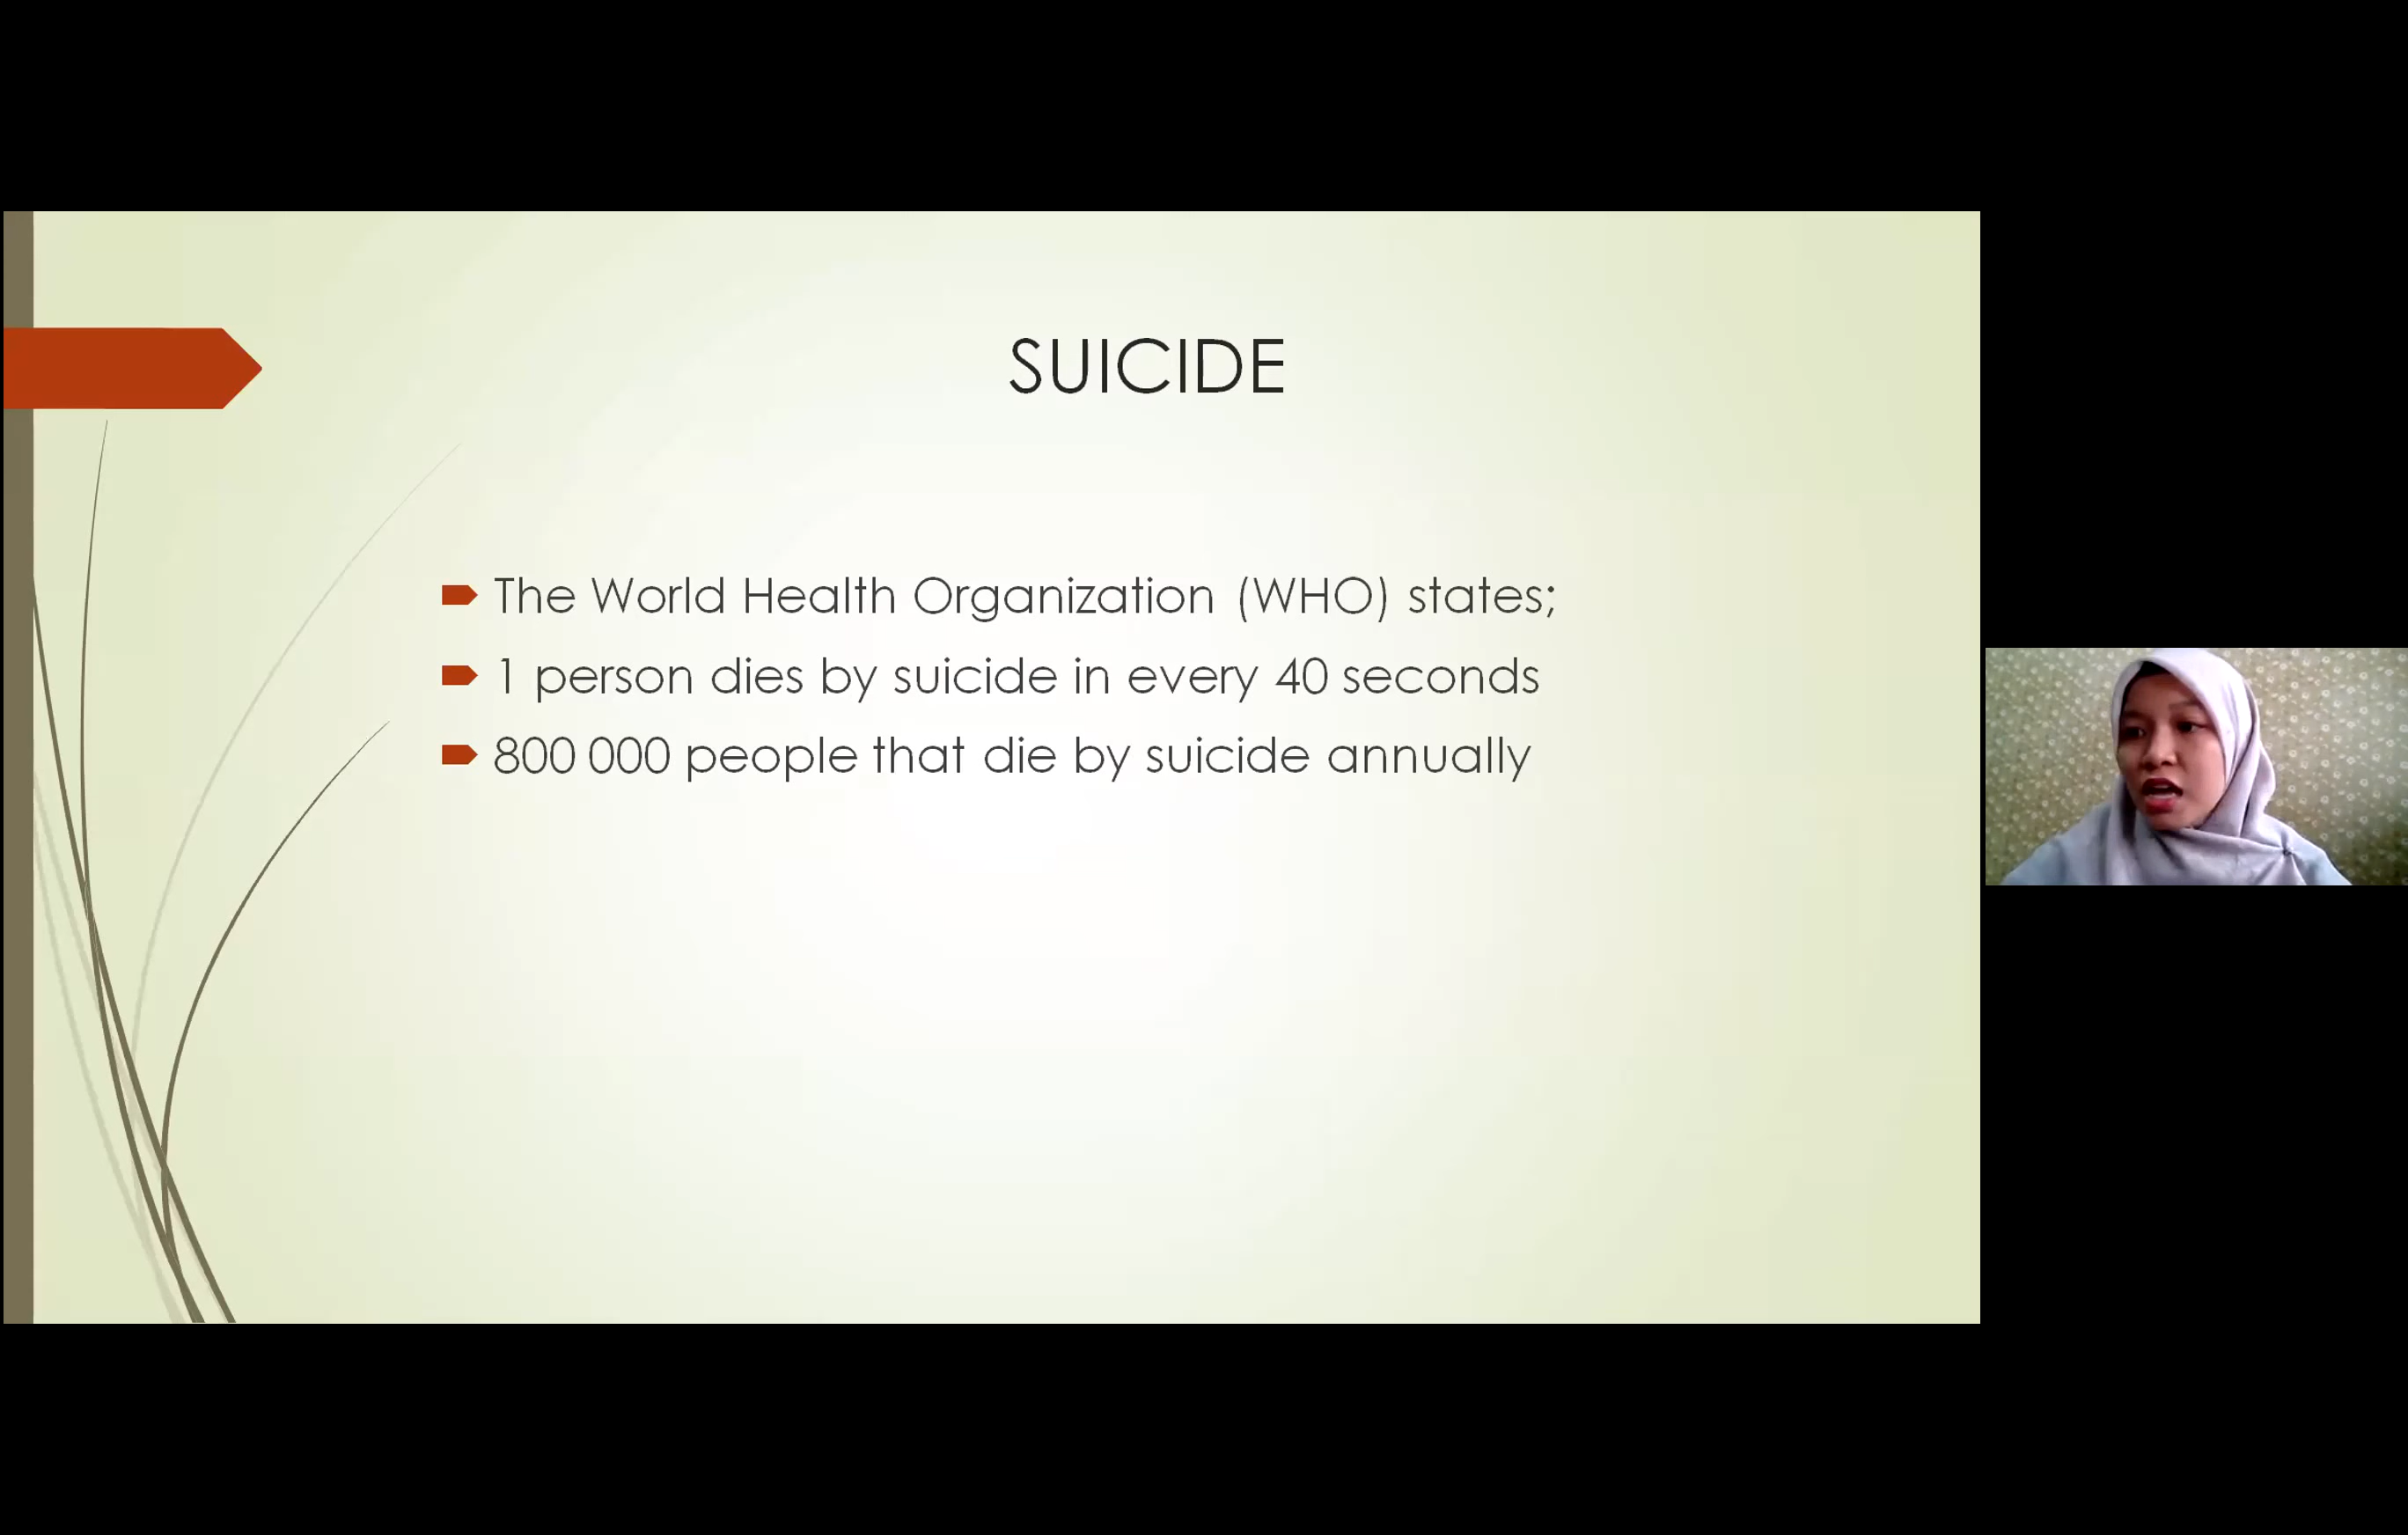 SUICIDE
The World Health Organization (WHO) states;
1 person dies by suicide in every 40 seconds
800 000 people that die by suicide annually